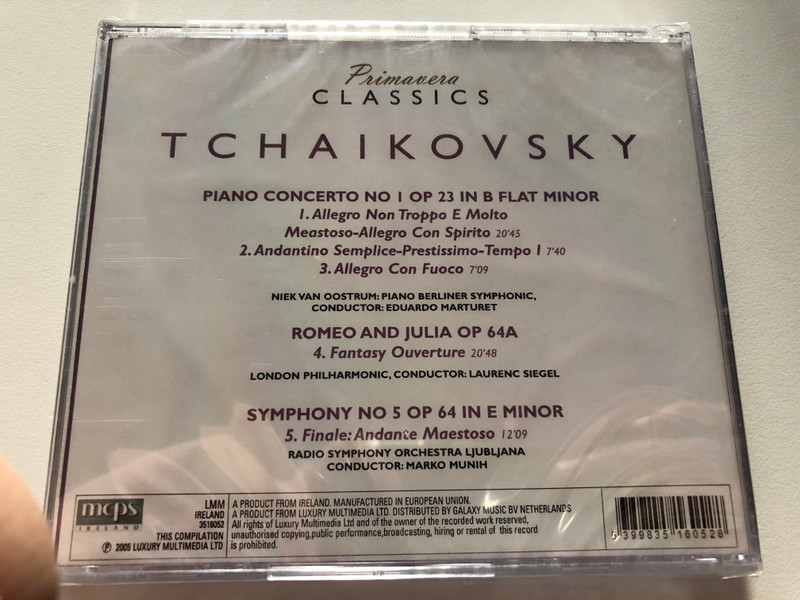 Primavera
CLASSICS
TCHAIKOVSKY
PIANO CONCERTO NO 1 OP 23 IN B FLAT MINOR
1. Allegro Non Troppo E Molto
Meastoso-Allegro Con Spirito 20'45
2. Andantino Semplice-Prestissimo-Tempo I 7'40
3. Allegro Con Fuoco 7'09
NIEK VAN OOSTRUM: PIANO BERLINER SYMPHONIC,
CONDUCTOR: EDUARDO MARTURET
ROMEO AND JULIA OP 64A
4. Fantasy Ouverture 20'48
LONDON PHILHARMONIC, CONDUCTOR: LAURENC SIEGEL
SYMPHONY NO 5 OP 64 IN E MINOR
5. Finale: Andante Maestoso 12'09
RADIO SYMPHONY ORCHESTRA LJUBLJANA
CONDUCTOR: MARKO MUNIH
mcps
IRELAND
LMM
IRELAND
3516052
THIS COMPILATION
℗ 2005 LUXURY MULTIMEDIA LTD
A PRODUCT FROM IRELAND. MANUFACTURED IN EUROPEAN UNION.
A PRODUCT FROM LUXURY MULTIMEDIA LTD. DISTRIBUTED BY GALAXY MUSIC BV NETHERLANDS
All rights of Luxury Multimedia Ltd and of the owner of the recorded work reserved,
unauthorised copying,public performance,broadcasting, hiring or rental of this record
is prohibited.
5 399835 160528